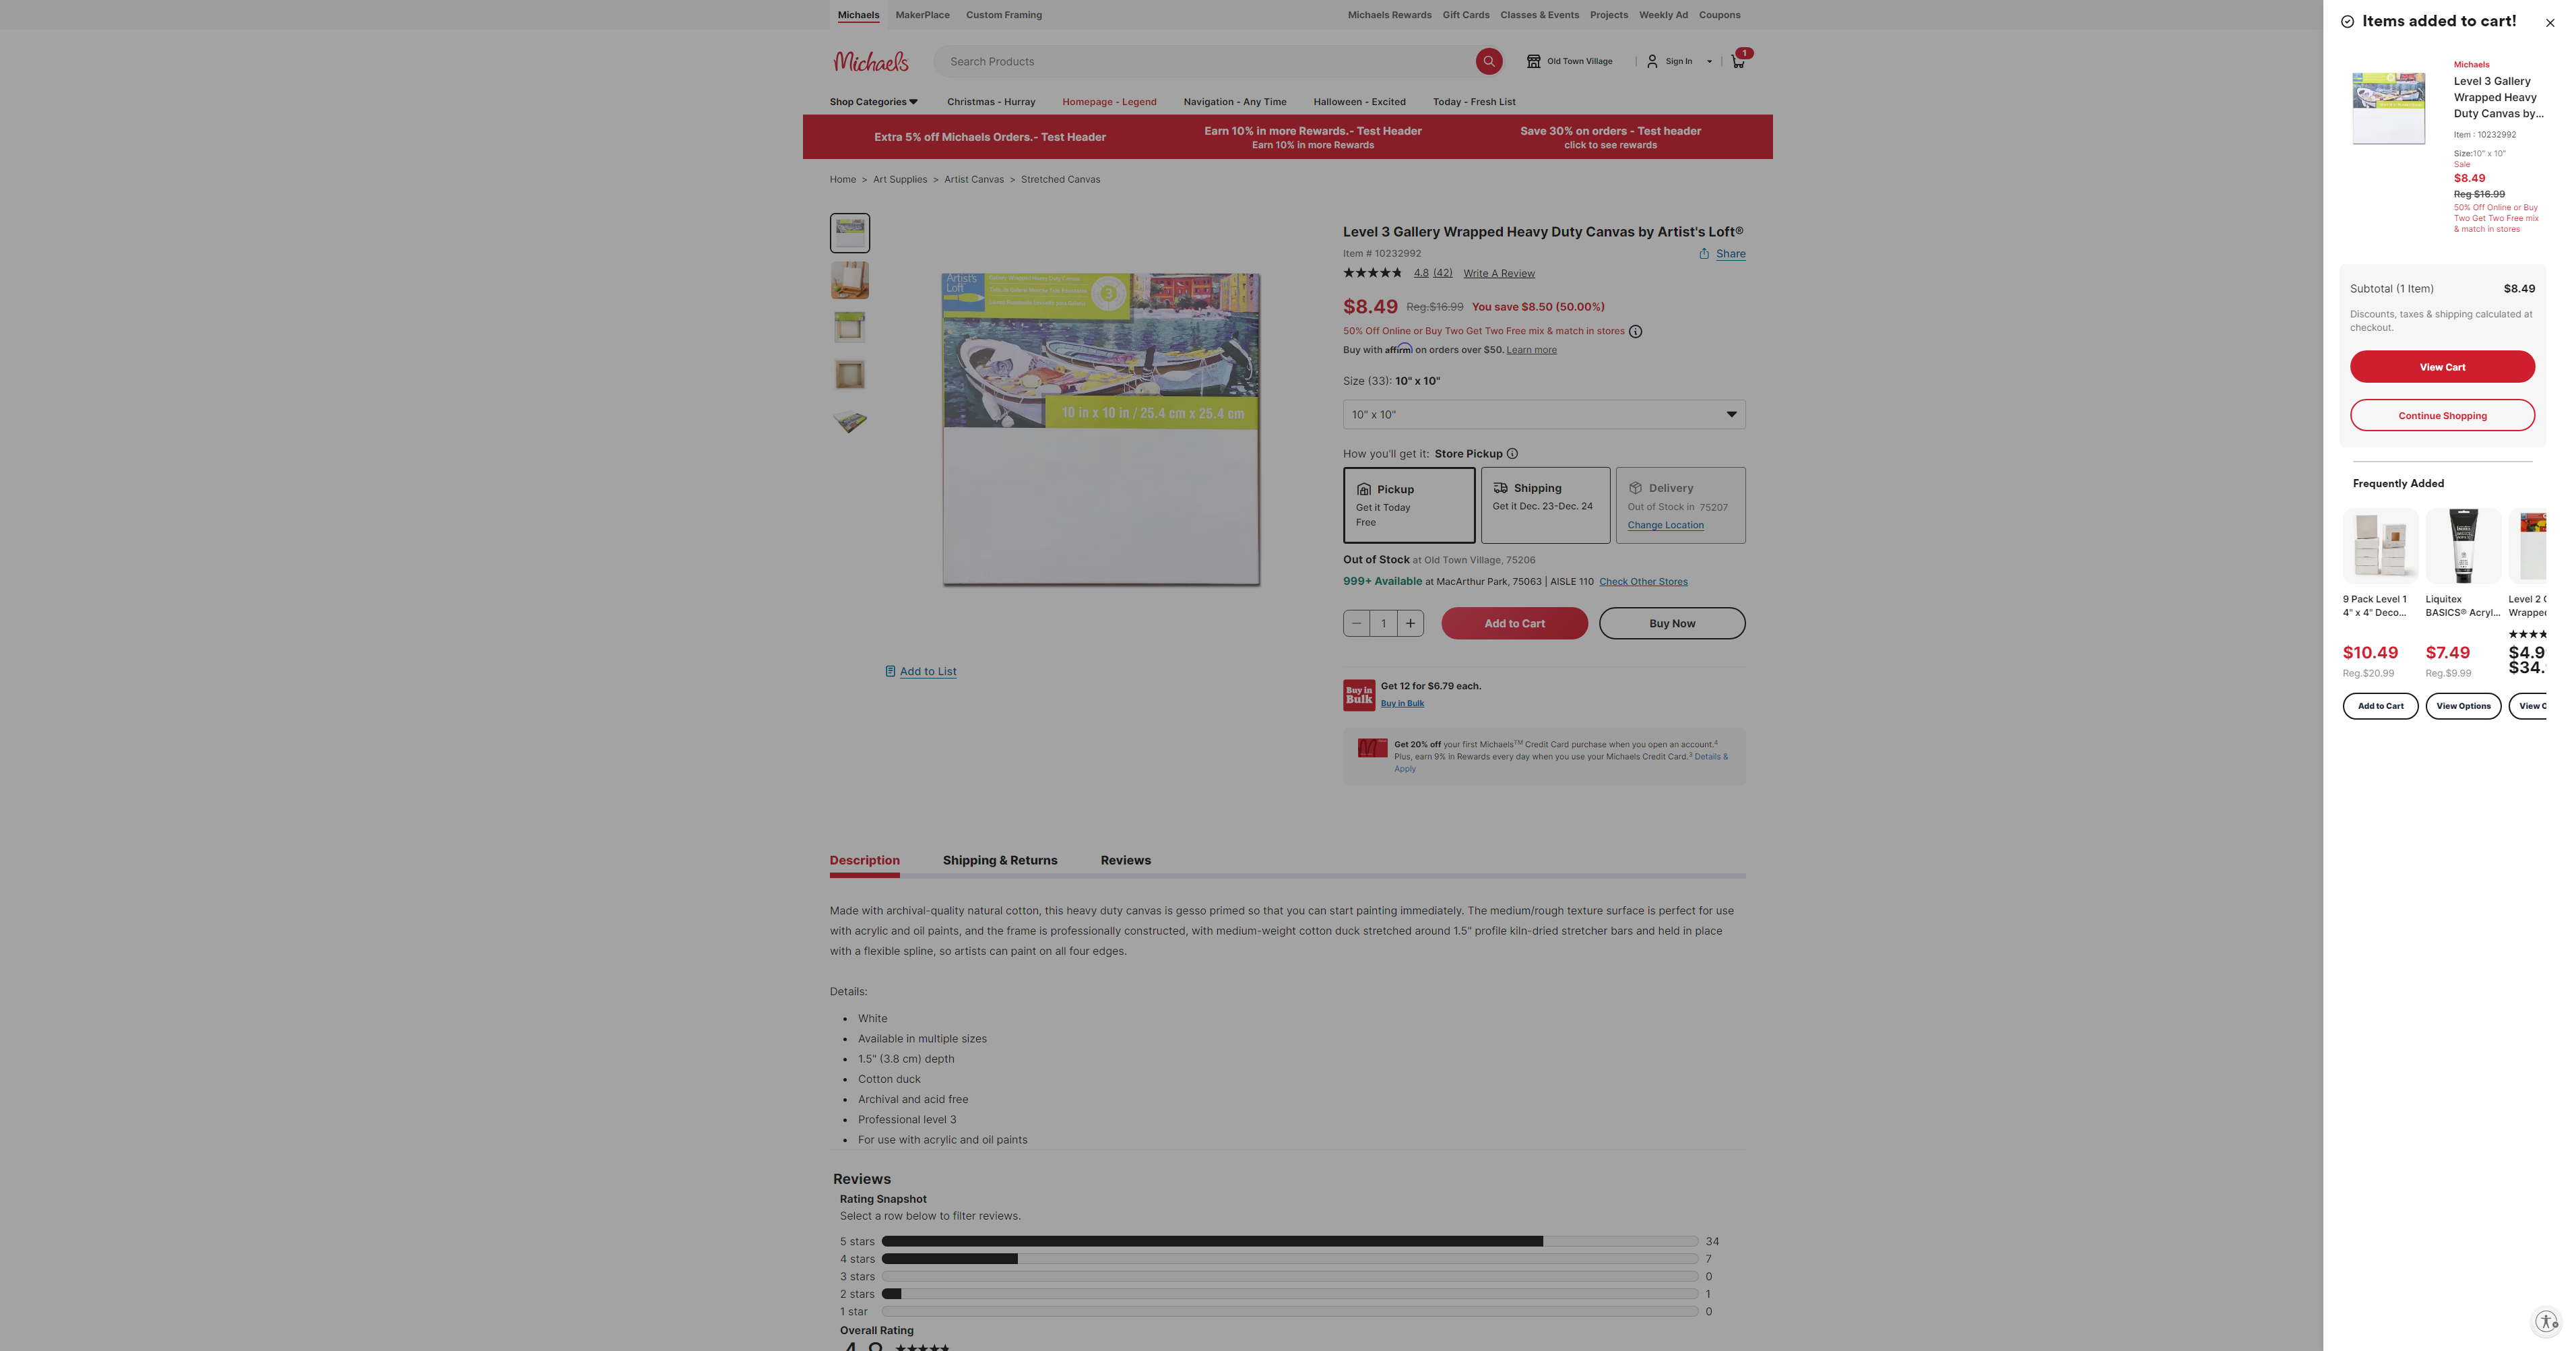 Michaels
MakerPlace
Custom Framing
Michaels Rewards
Gift Cards
Classes & Events
Projects
Weekly Ad
Coupons
Michaels
Search Products
Old Town Village
Sign In
1
Shop Categories
Christmas - Hurray
Homepage - Legend
Navigation - Any Time
Halloween - Excited
Today - Fresh List
Extra 5% off Michaels Orders.- Test Header
Earn 10% in more Rewards.- Test Header
Earn 10% in more Rewards
Save 30% on orders - Test header
click to see rewards
Home > Art Supplies > Artist Canvas > Stretched Canvas
Artist's
Loft
3
10 in x 10 in / 25.4 cm x 25.4 cm
Add to List
Level 3 Gallery Wrapped Heavy Duty Canvas by Artist's Loft®
Item # 10232992
Share
4.8 (42) Write A Review
$8.49 Reg.$16.99 You save $8.50 (50.00%)
50% Off Online or Buy Two Get Two Free mix & match in stores
Buy with affirm on orders over $50. Learn more
Size (33): 10" x 10"
10" x 10"
How you'll get it: Store Pickup
Pickup
Get it Today
Free
Shipping
Get it Dec. 23-Dec. 24
Delivery
Out of Stock in 75207
Change Location
Out of Stock at Old Town Village, 75206
999+ Available at MacArthur Park, 75063 | AISLE 110 Check Other Stores
1
Add to Cart
Buy Now
Buy in
Bulk
Get 12 for $6.79 each.
Buy in Bulk
Get 20% off your first Michaels™ Credit Card purchase when you open an account.⁴
Plus, earn 9% in Rewards every day when you use your Michaels Credit Card.³ Details &
Apply
Description
Shipping & Returns
Reviews
Made with archival-quality natural cotton, this heavy duty canvas is gesso primed so that you can start painting immediately. The medium/rough texture surface is perfect for use
with acrylic and oil paints, and the frame is professionally constructed, with medium-weight cotton duck stretched around 1.5" profile kiln-dried stretcher bars and held in place
with a flexible spline, so artists can paint on all four edges.
Details:
• White
• Available in multiple sizes
• 1.5" (3.8 cm) depth
• Cotton duck
• Archival and acid free
• Professional level 3
• For use with acrylic and oil paints
Reviews
Rating Snapshot
Select a row below to filter reviews.
5 stars 34
4 stars 7
3 stars 0
2 stars 1
1 star 0
Overall Rating
Items added to cart!
Michaels
Level 3 Gallery
Wrapped Heavy
Duty Canvas by...
Item : 10232992
Size:10" x 10"
Sale
$8.49
Reg $16.99
50% Off Online or Buy
Two Get Two Free mix
& match in stores
Subtotal (1 Item) $8.49
Discounts, taxes & shipping calculated at
checkout.
View Cart
Continue Shopping
Frequently Added
9 Pack Level 1
4" x 4" Deco...
$10.49
Reg.$20.99
Add to Cart
Liquitex
BASICS® Acryl...
$7.49
Reg.$9.99
View Options
Level 2
Wrapped
$4.9
$34.
View